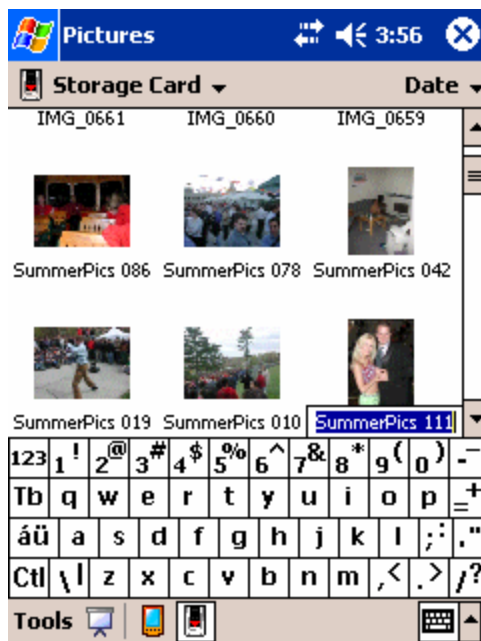 Pictures 3:56
Storage Card Date
IMG_0661 IMG_0660 IMG_0659
SummerPics 086 SummerPics 078 SummerPics 042
SummerPics 019 SummerPics 010 SummerPics 111
123 1 ! 2 @ 3 # 4 $ 5 % 6 ^ 7 & 8 * 9 ( 0 ) - _
Tb q w e r t y u i o p = +
áü a s d f g h j k l ; : ' "
Ctl \ | z x c v b n m , < . > / ?
Tools